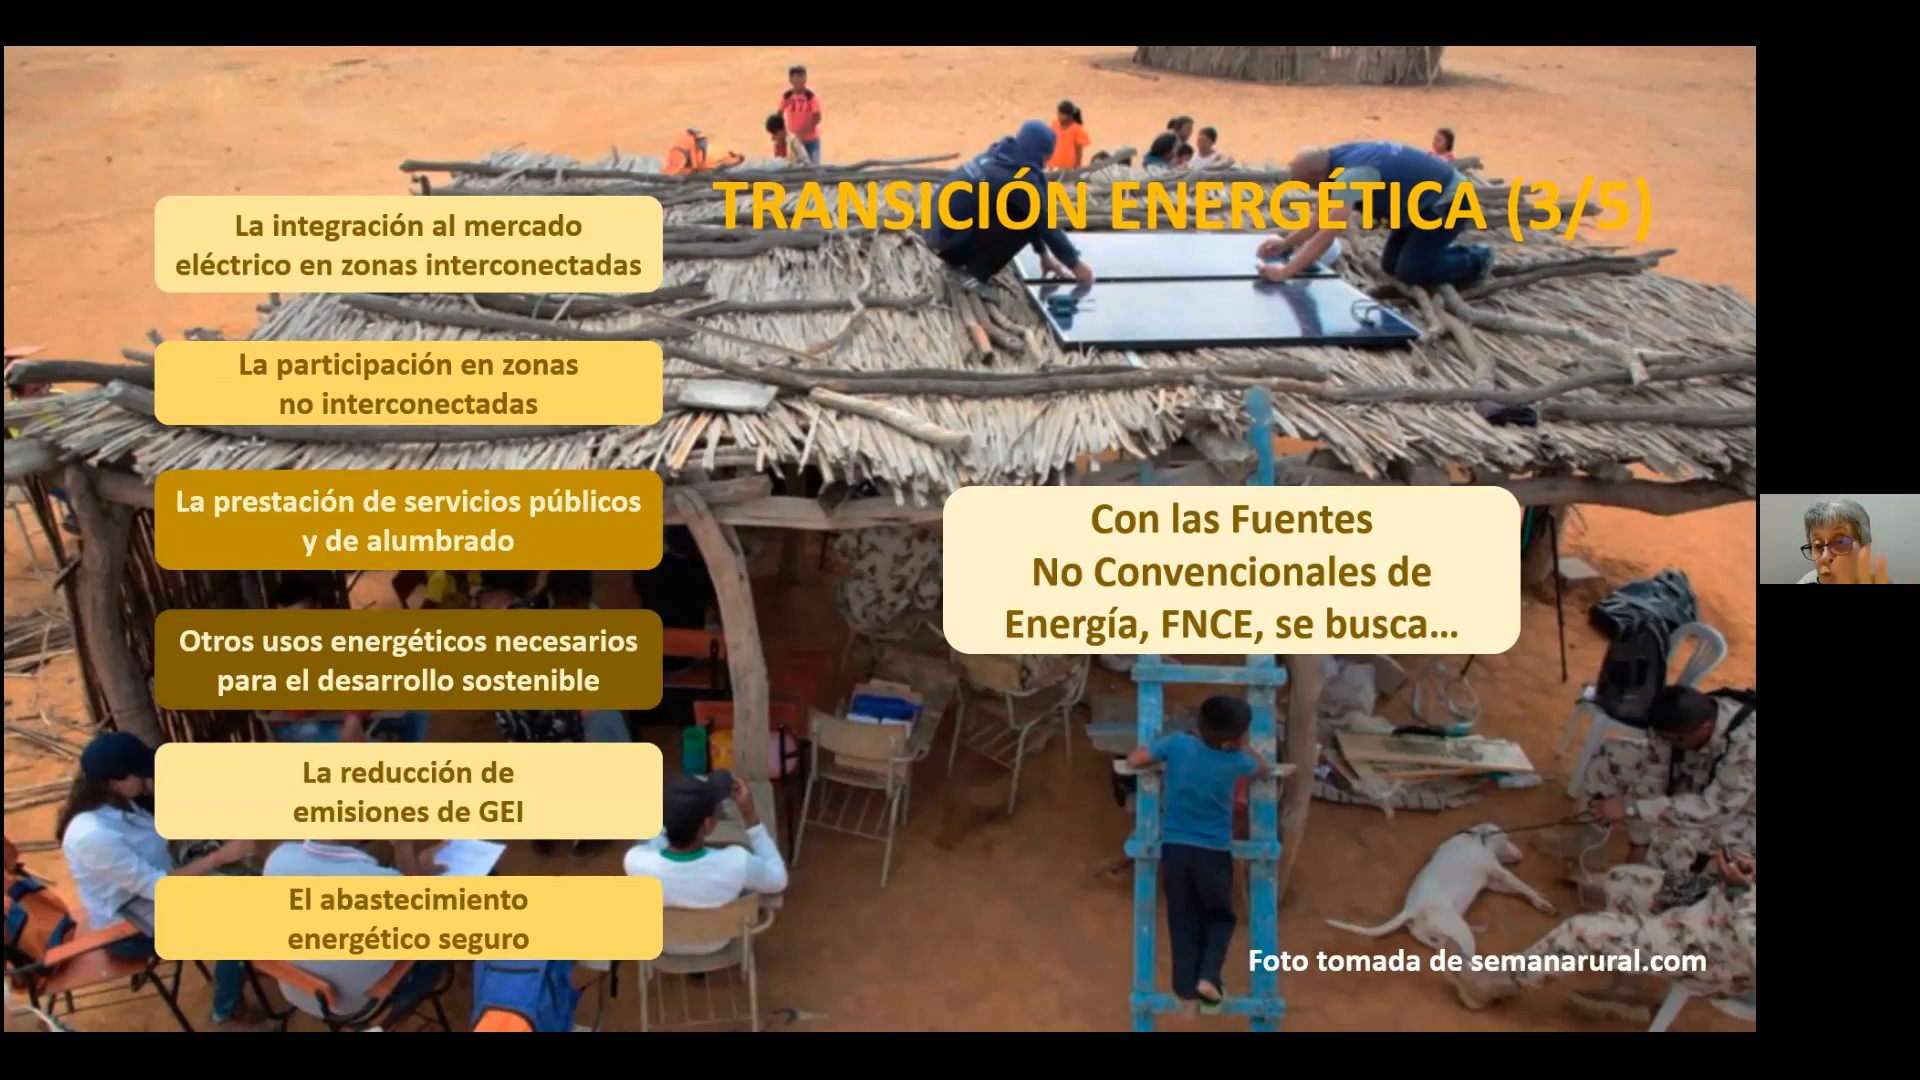 TRANSICIÓN ENERGÉTICA (3/5)
La integración al mercado
eléctrico en zonas interconectadas
La participación en zonas
no interconectadas
La prestación de servicios públicos
y de alumbrado
Otros usos energéticos necesarios
para el desarrollo sostenible
La reducción de
emisiones de GEI
El abastecimiento
energético seguro
Con las Fuentes
No Convencionales de
Energía, FNCE, se busca...
Foto tomada de semanarural.com